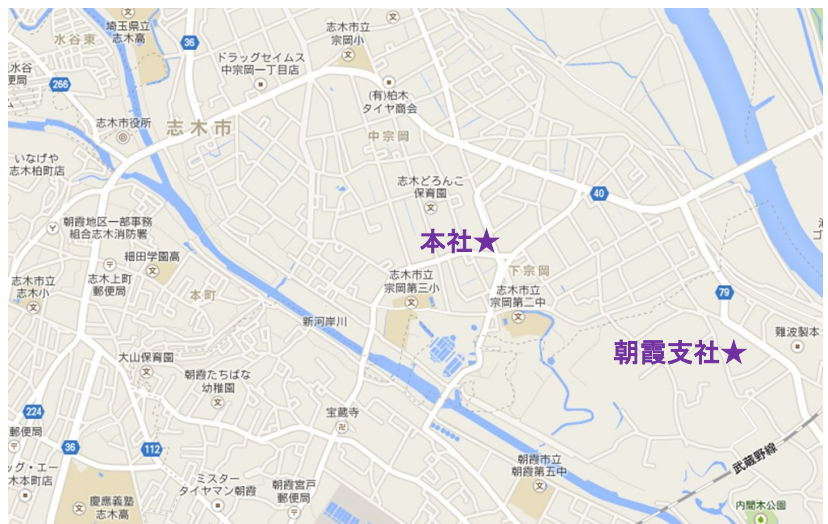 埼玉県立
志木高
水谷東
36
志木市立
宗岡小
ドラッグセイムス
中宗岡一丁目店
水谷
便局
266
(有)柏木
タイヤ商会
志木市役所
志木市
中宗岡
いなげや
志木柏町店
志木どろんこ
保育園
40
朝霞地区一部事務
組合志木消防署
本社★
細田学園高
下宗岡
志木上町
郵便局
志木市立
志木小
志木市立
宗岡第三小
志木市立
宗岡第二中
79
本町
新河岸川
難波製本
朝霞支社★
大山保育園
朝霞たちばな
幼稚園
224
宝蔵寺
郵便局
36
112
武蔵野線
朝霞市立
朝霞第五中
ッグ・エー
木本町店
ミスター
タイヤマン朝霞
朝霞宮戸
郵便局
慶應義塾
志木高
内間木公園